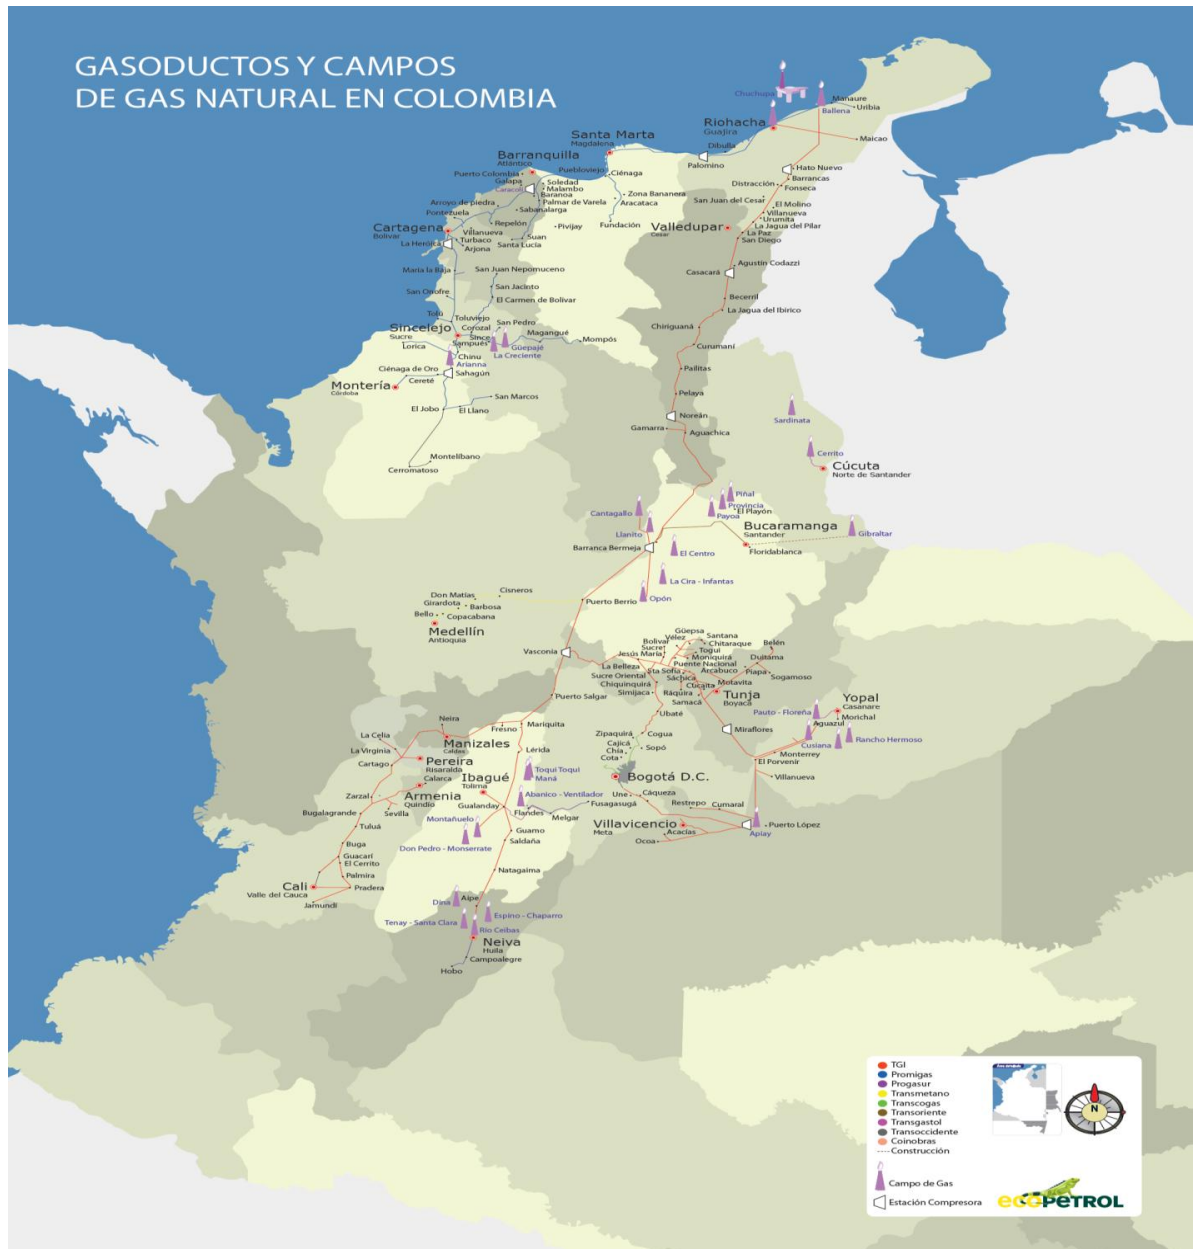 GASODUCTOS Y CAMPOS
DE GAS NATURAL EN COLOMBIA
Chuchupa
Ballena
Manaure
Uribia
Riohacha
Guajira
Maicao
Santa Marta
Magdalena
Dibulla
Palomino
Barranquilla
Atlántico
Puebloviejo
Ciénaga
Hato Nuevo
Barrancas
Distracción
Fonseca
Puerto Colombia
Galapa
Caracolí
Soledad
Malambo
Baranoa
Palmar de Varela
Sabanalarga
Zona Bananera
Aracataca
San Juan del Cesar
El Molino
Villanueva
Urumita
La Jagua del Pilar
Arroyo de piedra
Pontezuela
Repelón
Pivijay
Fundación
Valledupar
Cesar
La Paz
San Diego
Cartagena
Bolívar
La Heróica
Villanueva
Turbaco
Arjona
Suan
Santa Lucía
María la Baja
San Juan Nepomuceno
Agustín Codazzi
Casacará
San Onofre
San Jacinto
El Carmen de Bolívar
Becerril
La Jagua del Ibirico
Tolú
Toluviejo
Chiriguaná
Sincelejo
Sucre
Corozal
San Pedro
Since
Sampués
Magangué
Mompós
Güepajé
La Creciente
Lorica
Chinu
Arianna
Curumaní
Ciénaga de Oro
Sahagún
Cereté
Pailitas
Montería
Córdoba
San Marcos
El Jobo
El Llano
Pelaya
Noreán
Gamarra
Aguachica
Sardinata
Montelíbano
Cerromatoso
Cerrito
Cúcuta
Norte de Santander
Piñal
Provincia
El Playón
Payoa
Cantagallo
Llanito
Bucaramanga
Santander
Floridablanca
Gibraltar
Barranca Bermeja
El Centro
La Cira - Infantas
Opón
Cisneros
Don Matías
Girardota
Barbosa
Bello
Copacabana
Puerto Berrio
Medellín
Antioquia
Vasconia
Güepsa
Santana
Vélez
Chitaraque
Bolivar
Sucre
Togui
Belén
Jesús María
Moniquirá
Duitama
La Belleza
Puente Nacional
Sta Sofia
Arcabuco
Paipa
Sucre Oriental
Sáchica
Sogamoso
Chiquinquirá
Cucaita
Motavita
Simijaca
Ráquira
Samacá
Tunja
Boyacá
Puerto Salgar
Ubaté
Yopal
Casanare
Pauto - Floreña
Morichal
Aguazul
Miraflores
Cusiana
Rancho Hermoso
Neira
Fresno
Mariquita
Zipaquirá
Cogua
Cajicá
Chía
Cota
Sopó
La Celia
La Virginia
Manizales
Caldas
Lérida
Monterrey
El Porvenir
Villanueva
Cartago
Pereira
Risaralda
Calarca
Ibagué
Tolima
Toqui Toqui
Maná
Bogotá D.C.
Armenia
Quindío
Zarzal
Sevilla
Bugalagrande
Gualanday
Abanico - Ventilador
Flandes
Fusagasugá
Melgar
Une
Cáqueza
Restrepo
Cumaral
Tuluá
Montañuelo
Guamo
Saldaña
Villavicencio
Meta
Acacías
Ocoa
Puerto López
Apiay
Buga
Guacarí
El Cerrito
Don Pedro - Monserrate
Palmira
Pradera
Natagaima
Cali
Valle del Cauca
Jamundí
Dina
Aipe
Espino - Chaparro
Tenay - Santa Clara
Río Ceibas
Neiva
Huila
Campoalegre
Hobo
TGI
Promigas
Progasur
Transmetano
Transcogas
Transoriente
Transgastol
Transoccidente
Coinobras
Construcción
Campo de Gas
Estación Compresora
N
ecoPETROL